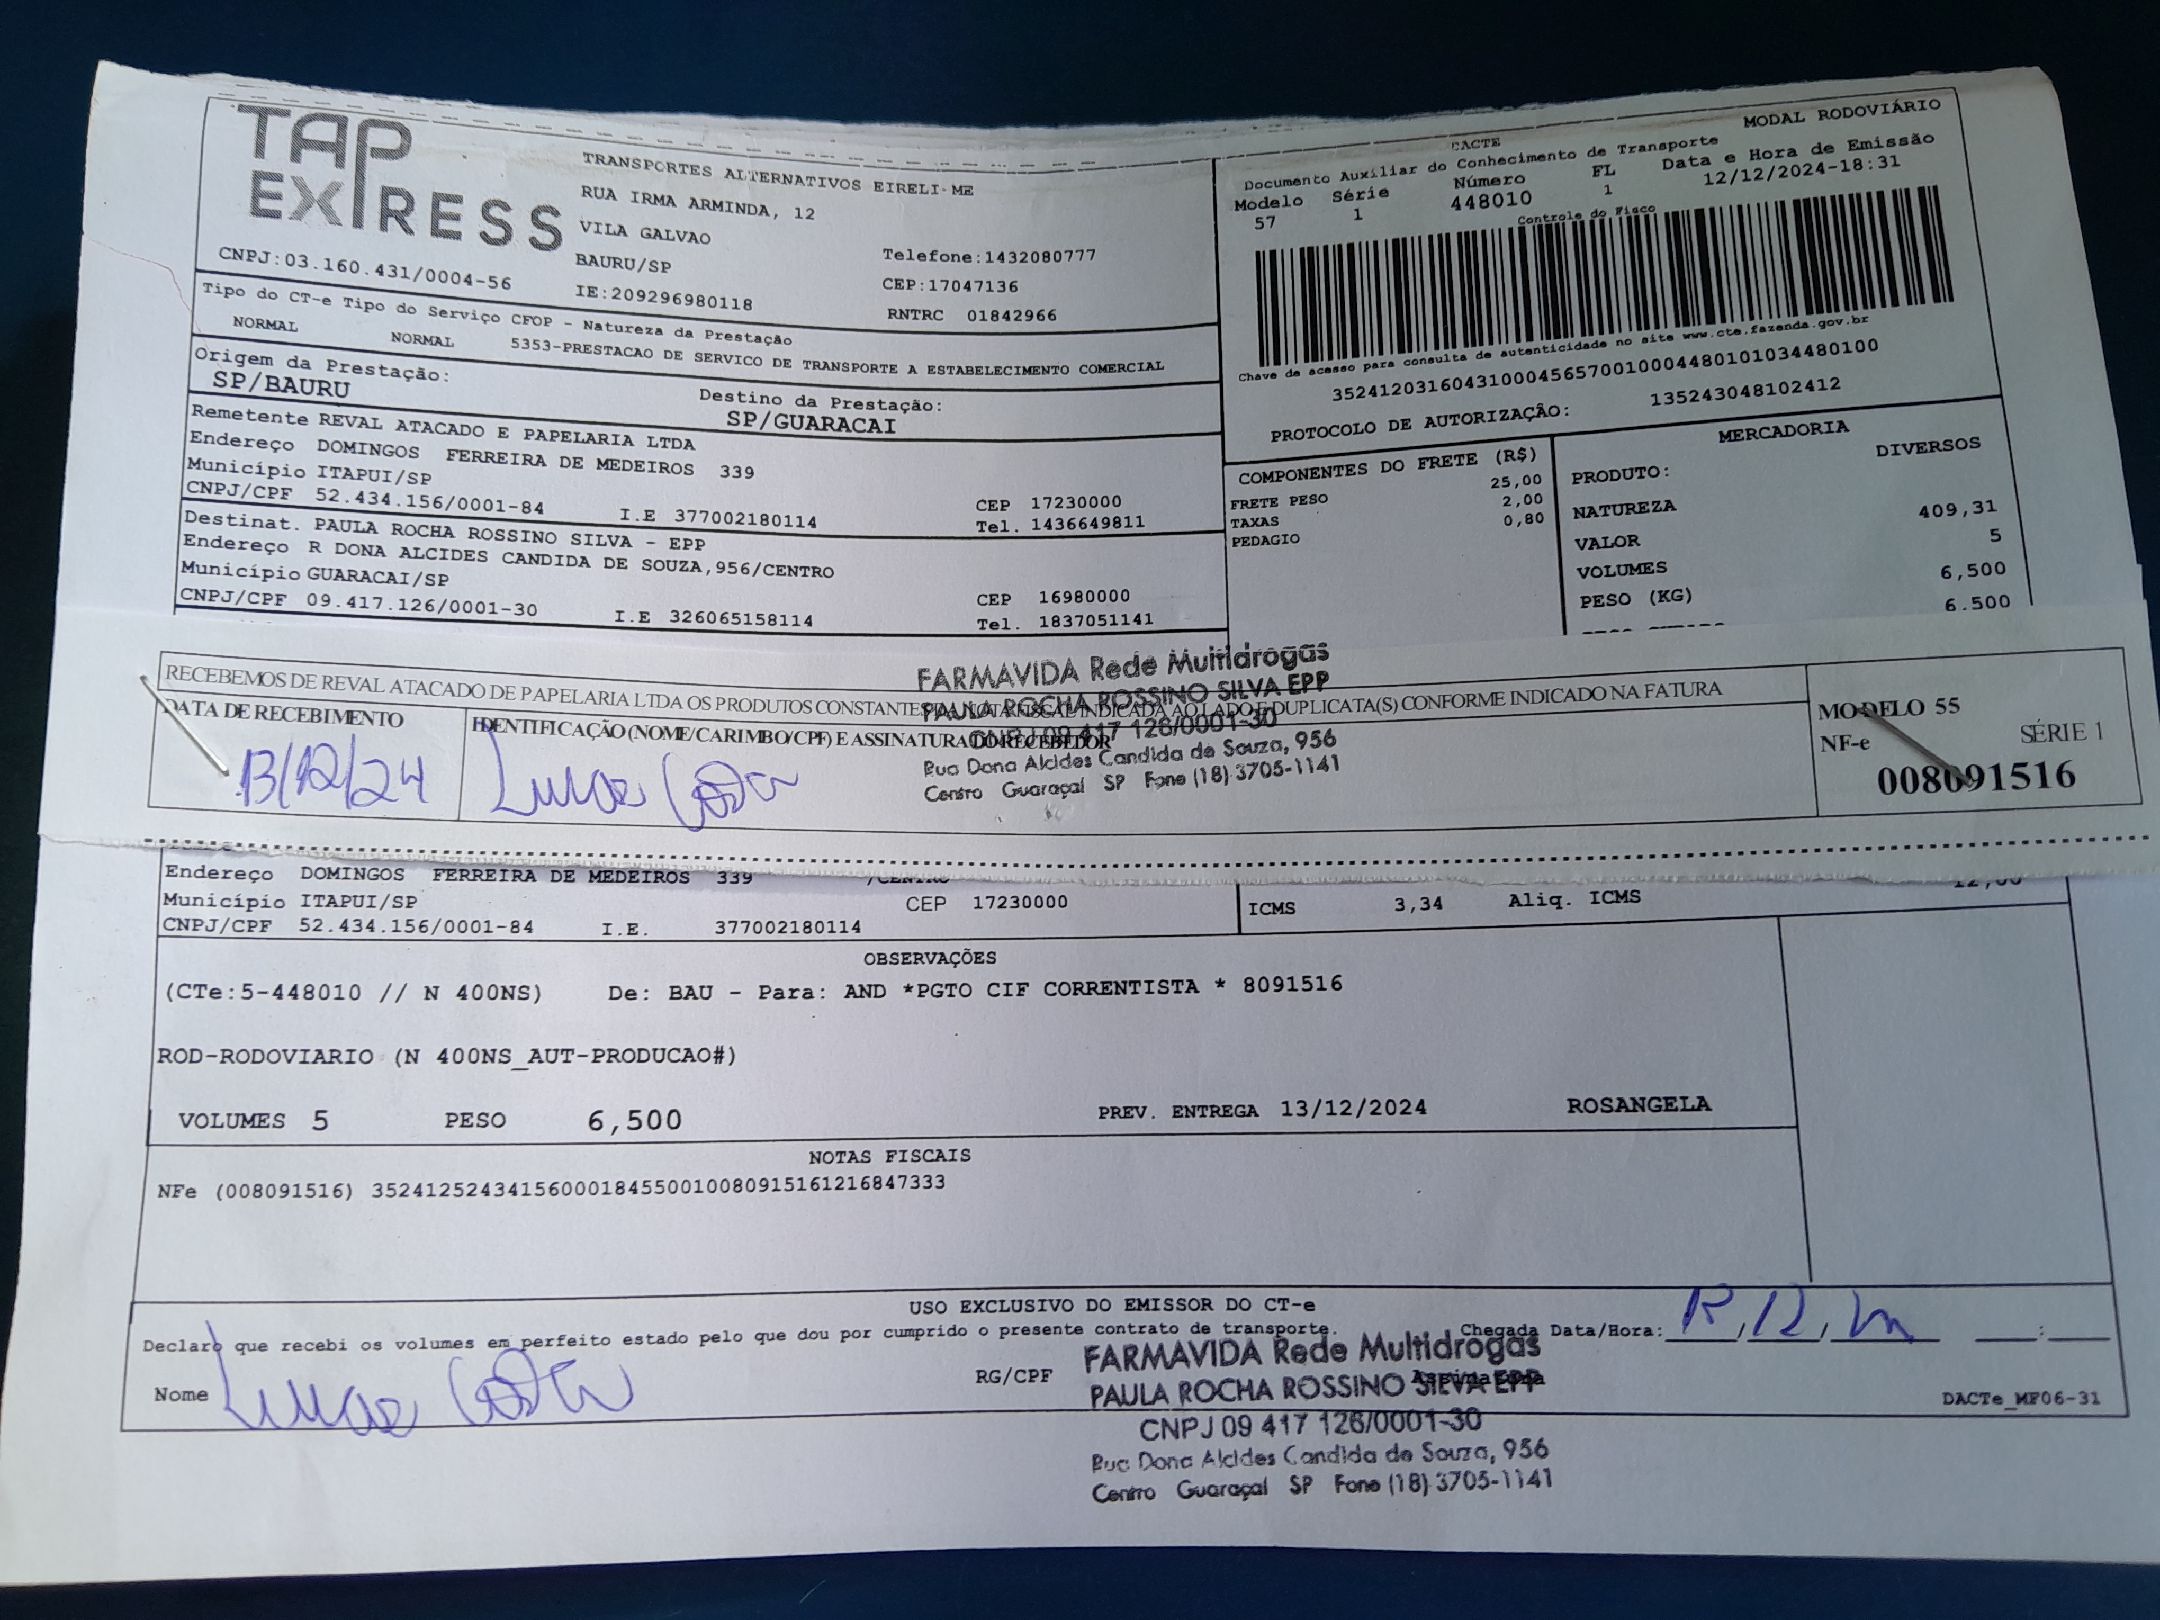 TAP
EXPRESS
CNPJ:03.160.431/0004-56
TRANSPORTES ALTERNATIVOS EIRELI-ME
RUA IRMA ARMINDA, 12
VILA GALVAO
BAURU/SP
IE:209296980118
Telefone:1432080777
CEP:17047136
RNTRC 01842966
DACTE
MODAL RODOVIÁRIO
Documento Auxiliar do Conhecimento de Transporte
Modelo Série Número FL Data e Hora de Emissão
57 1 448010 1 12/12/2024-18:31
Controle do Fisco
Chave de acesso para consulta de autenticidade no site www.cte.fazenda.gov.br
35241203160431000456570010004480101034480100
PROTOCOLO DE AUTORIZAÇÃO: 135243048102412
Tipo do CT-e Tipo do Serviço CFOP - Natureza da Prestação
NORMAL NORMAL 5353-PRESTACAO DE SERVICO DE TRANSPORTE A ESTABELECIMENTO COMERCIAL
Origem da Prestação: Destino da Prestação:
SP/BAURU SP/GUARACAI
Remetente REVAL ATACADO E PAPELARIA LTDA
Endereço DOMINGOS FERREIRA DE MEDEIROS 339
Município ITAPUI/SP CEP 17230000
CNPJ/CPF 52.434.156/0001-84 I.E 377002180114 Tel. 1436649811
Destinat. PAULA ROCHA ROSSINO SILVA - EPP
Endereço R DONA ALCIDES CANDIDA DE SOUZA,956/CENTRO
Município GUARACAI/SP CEP 16980000
CNPJ/CPF 09.417.126/0001-30 I.E 326065158114 Tel. 1837051141
COMPONENTES DO FRETE (R$)
FRETE PESO 25,00
TAXAS 2,00
PEDAGIO 0,80
MERCADORIA
PRODUTO: DIVERSOS
NATUREZA
VALOR 409,31
VOLUMES 5
PESO (KG) 6,500
6.500
RECEBEMOS DE REVAL ATACADO DE PAPELARIA LTDA OS PRODUTOS CONSTANTES DA NOTA FISCAL INDICADA AO LADO E DUPLICATA(S) CONFORME INDICADO NA FATURA
DATA DE RECEBIMENTO
13/12/24
IDENTIFICAÇÃO (NOME/CARIMBO/CPF) E ASSINATURA DO RECEBEDOR
FARMAVIDA Rede Multidrogas
PAULA ROCHA ROSSINO SILVA EPP
CNPJ 09 417 126/0001-30
Rua Dona Alcides Candida de Souza, 956
Centro Guaraçaí SP Fone (18) 3705-1141
MODELO 55
NF-e SÉRIE 1
008091516
Endereço DOMINGOS FERREIRA DE MEDEIROS 339 /CENTRO
Município ITAPUI/SP CEP 17230000
CNPJ/CPF 52.434.156/0001-84 I.E. 377002180114
ICMS 3,34 Aliq. ICMS 12,00
OBSERVAÇÕES
(CTe:5-448010 // N 400NS) De: BAU - Para: AND *PGTO CIF CORRENTISTA * 8091516
ROD-RODOVIARIO (N 400NS_AUT-PRODUCAO#)
VOLUMES 5 PESO 6,500 PREV. ENTREGA 13/12/2024 ROSANGELA
NOTAS FISCAIS
NFe (008091516) 35241252434156000184550010080915161216847333
USO EXCLUSIVO DO EMISSOR DO CT-e
Declaro que recebi os volumes em perfeito estado pelo que dou por cumprido o presente contrato de transporte.
Chegada Data/Hora:
Nome
RG/CPF
Assinatura
FARMAVIDA Rede Multidrogas
PAULA ROCHA ROSSINO SILVA EPP
CNPJ 09 417 126/0001-30
Rua Dona Alcides Candida de Souza, 956
Centro Guaraçaí SP Fone (18) 3705-1141
DACTe_MF06-31